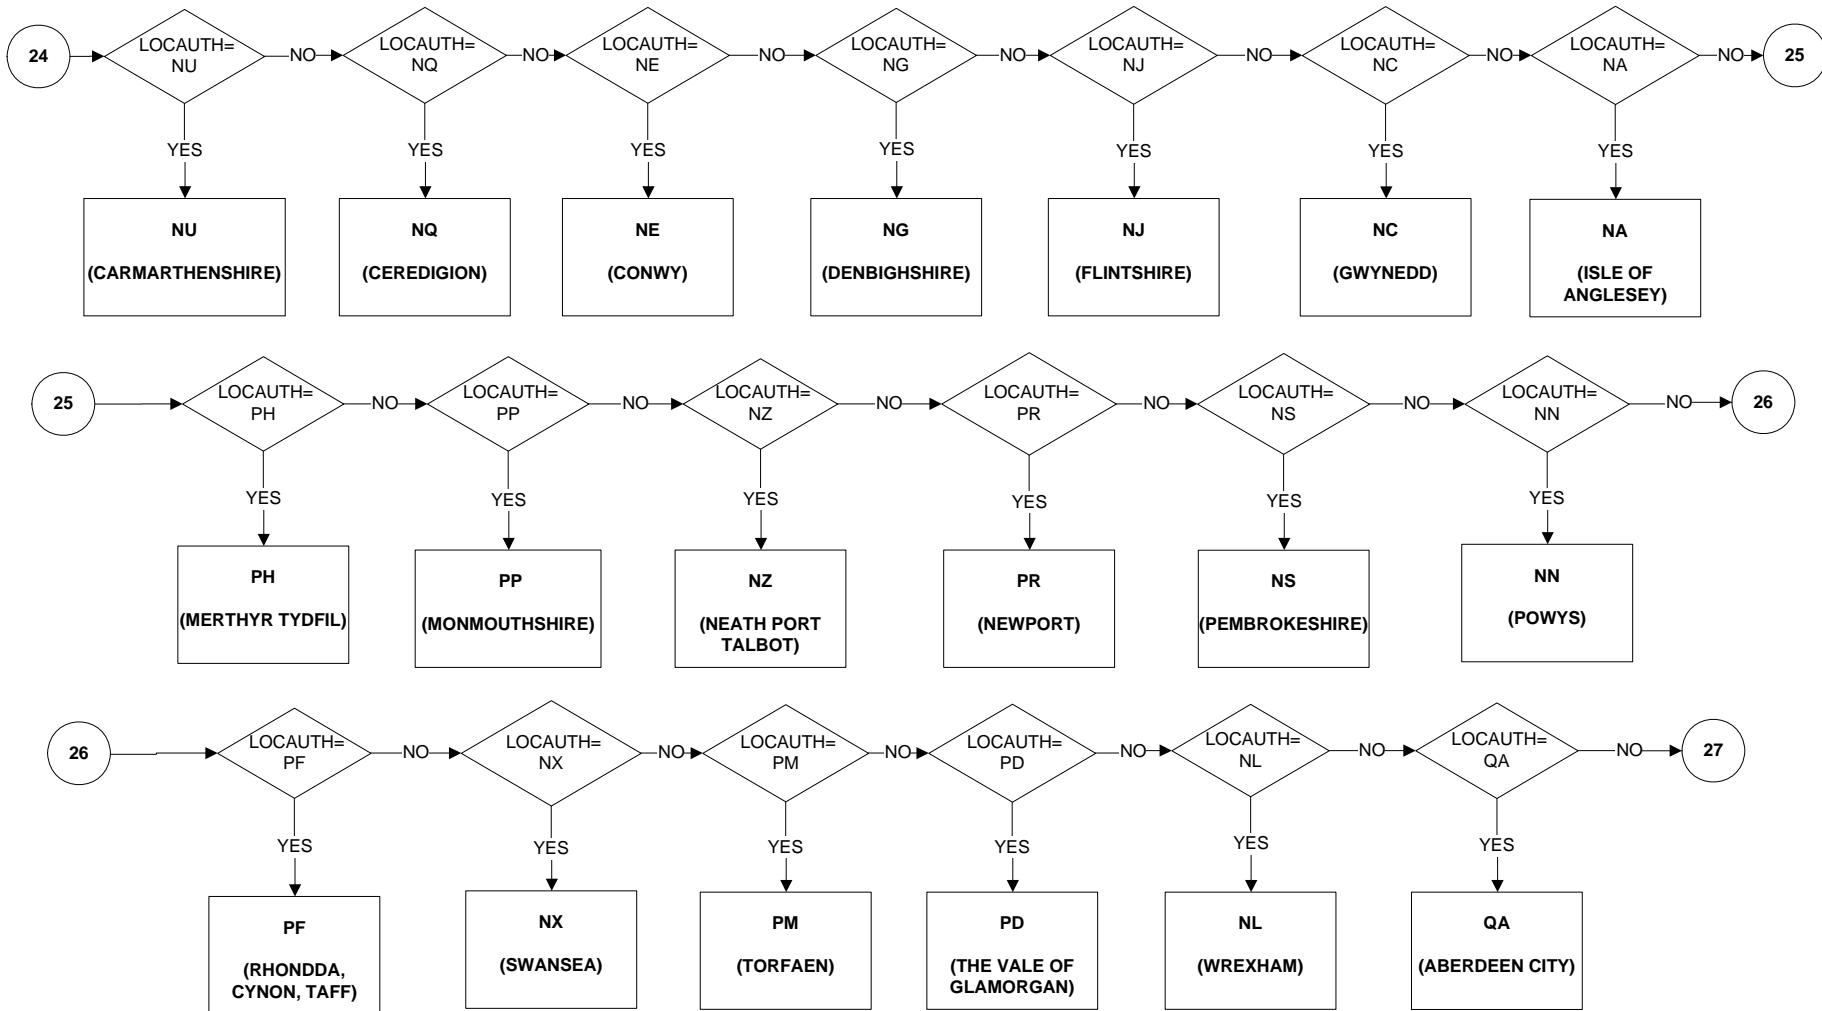 24
LOCAUTH=
NU
NO
LOCAUTH=
NQ
NO
LOCAUTH=
NE
NO
LOCAUTH=
NG
NO
LOCAUTH=
NJ
NO
LOCAUTH=
NC
NO
LOCAUTH=
NA
NO
25
YES
YES
YES
YES
YES
YES
YES
NU
(CARMARTHENSHIRE)
NQ
(CEREDIGION)
NE
(CONWY)
NG
(DENBIGHSHIRE)
NJ
(FLINTSHIRE)
NC
(GWYNEDD)
NA
(ISLE OF
ANGLESEY)
25
LOCAUTH=
PH
NO
LOCAUTH=
PP
NO
LOCAUTH=
NZ
NO
LOCAUTH=
PR
NO
LOCAUTH=
NS
NO
LOCAUTH=
NN
NO
26
YES
YES
YES
YES
YES
YES
PH
(MERTHYR TYDFIL)
PP
(MONMOUTHSHIRE)
NZ
(NEATH PORT
TALBOT)
PR
(NEWPORT)
NS
(PEMBROKESHIRE)
NN
(POWYS)
26
LOCAUTH=
PF
NO
LOCAUTH=
NX
NO
LOCAUTH=
PM
NO
LOCAUTH=
PD
NO
LOCAUTH=
NL
NO
LOCAUTH=
QA
NO
27
YES
YES
YES
YES
YES
YES
PF
(RHONDDA,
CYNON, TAFF)
NX
(SWANSEA)
PM
(TORFAEN)
PD
(THE VALE OF
GLAMORGAN)
NL
(WREXHAM)
QA
(ABERDEEN CITY)